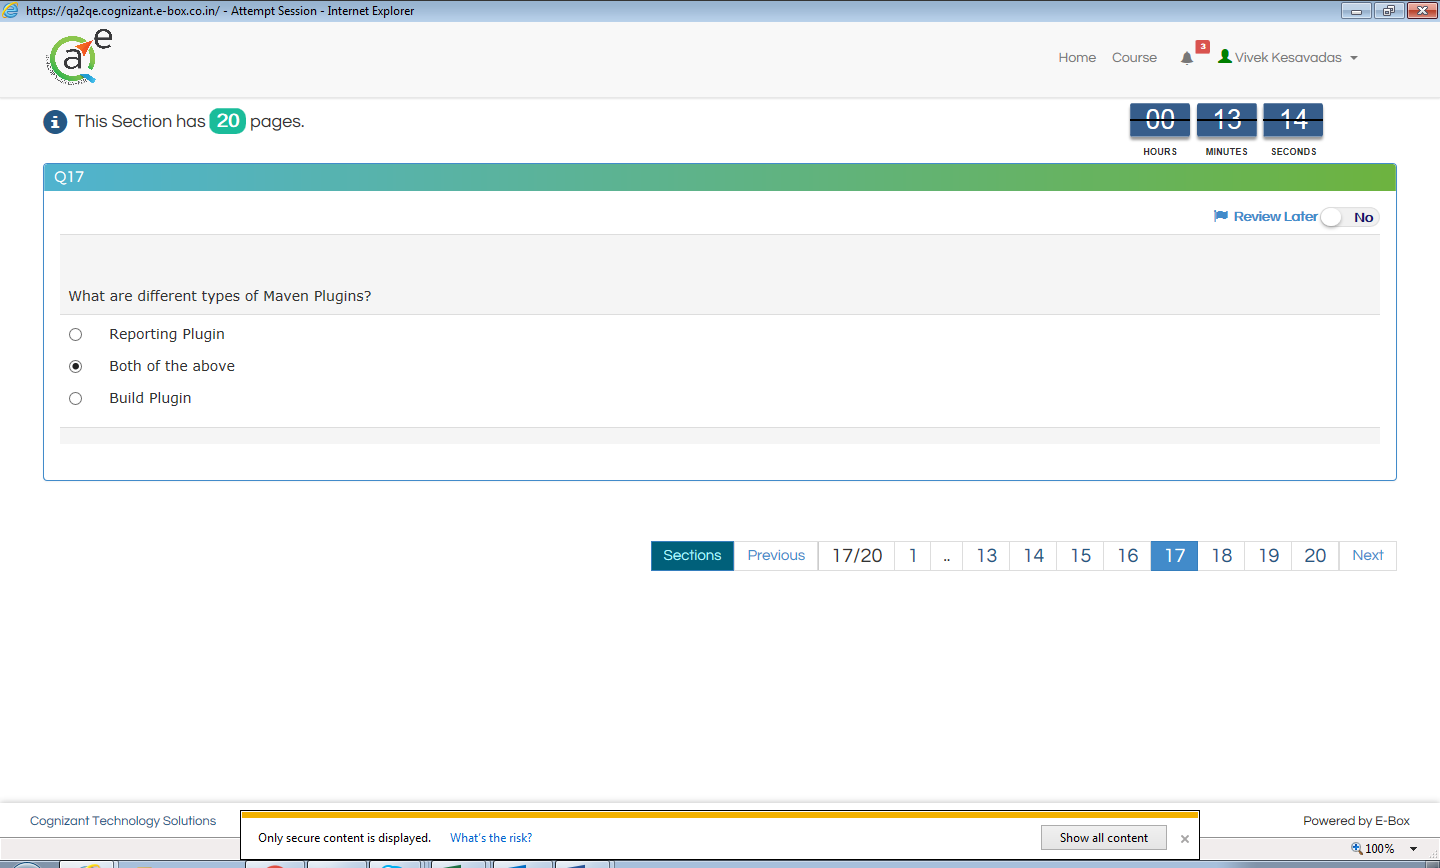 https://qa2qe.cognizant.e-box.co.in/ - Attempt Session - Internet Explorer
a e
Home Course 3 Vivek Kesavadas
This Section has 20 pages.
00 13 14
HOURS MINUTES SECONDS
Q17
Review Later No
What are different types of Maven Plugins?
Reporting Plugin
Both of the above
Build Plugin
Sections Previous 17/20 1 .. 13 14 15 16 17 18 19 20 Next
Cognizant Technology Solutions
Powered by E-Box
Only secure content is displayed. What's the risk? Show all content
100%